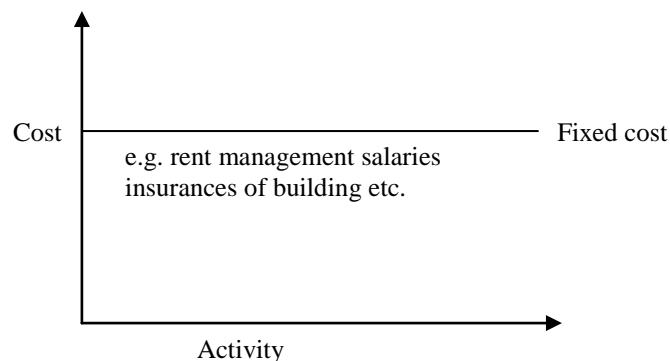 Cost
Fixed cost
e.g. rent management salaries
insurances of building etc.
Activity